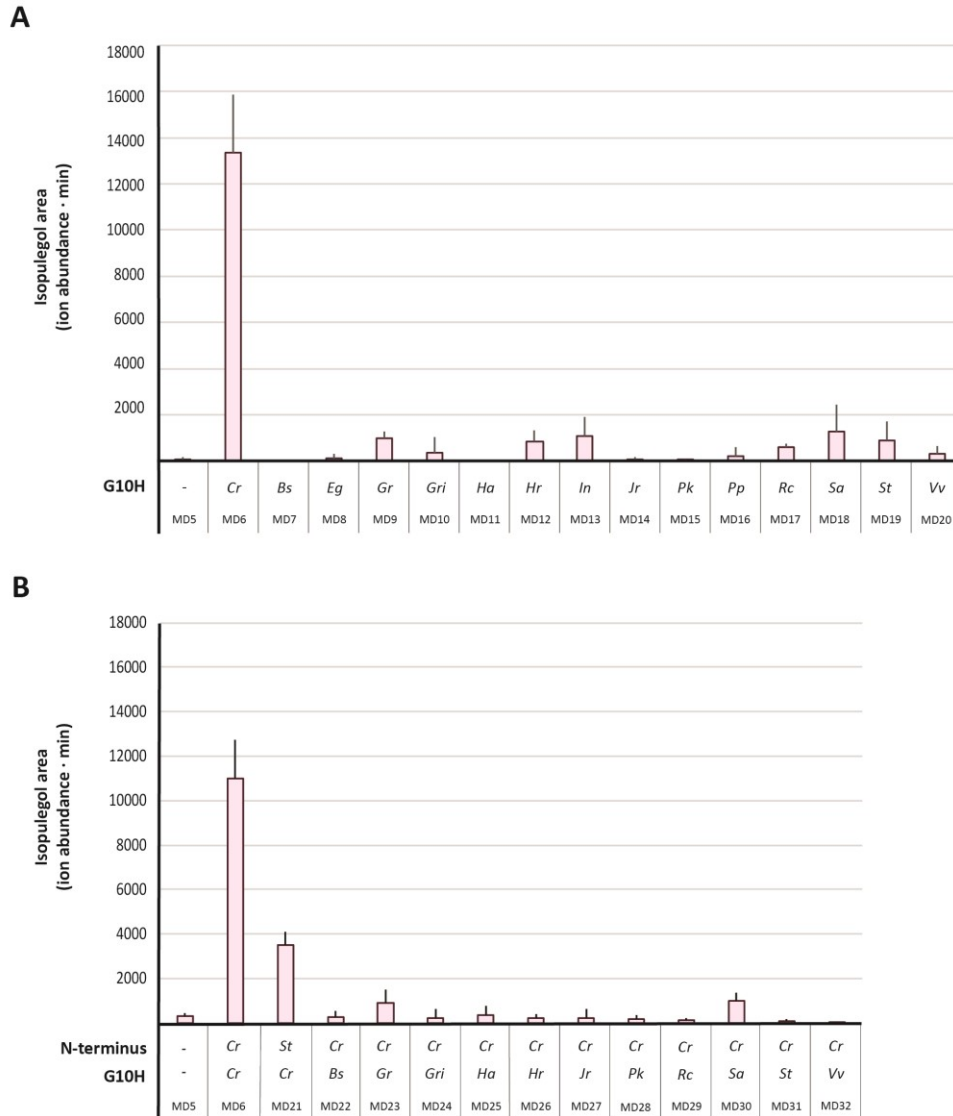 A
18000
16000
14000
12000
10000
8000
6000
4000
2000
Isopulegol area
(ion abundance · min)
G10H - Cr Bs Eg Gr Gri Ha Hr In Jr Pk Pp Rc Sa St Vv
MD5 MD6 MD7 MD8 MD9 MD10 MD11 MD12 MD13 MD14 MD15 MD16 MD17 MD18 MD19 MD20
B
18000
16000
14000
12000
10000
8000
6000
4000
2000
Isopulegol area
(ion abundance · min)
N-terminus - Cr St Cr Cr Cr Cr Cr Cr Cr Cr Cr Cr Cr
G10H - Cr Cr Bs Gr Gri Ha Hr Jr Pk Rc Sa St Vv
MD5 MD6 MD21 MD22 MD23 MD24 MD25 MD26 MD27 MD28 MD29 MD30 MD31 MD32